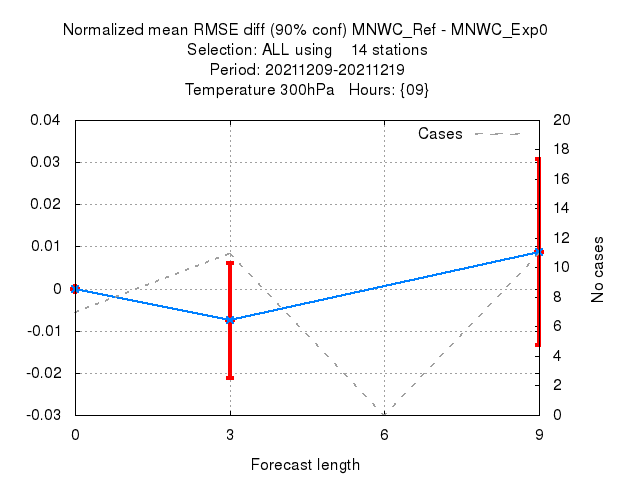 Normalized mean RMSE diff (90% conf) MNWC_Ref - MNWC_Exp0
Selection: ALL using    14 stations
Period: 20211209-20211219
Temperature 300hPa   Hours: {09}
Cases
0.04
0.03
0.02
0.01
0
-0.01
-0.02
-0.03
20
18
16
14
12
10
8
6
4
2
0
No cases
0 3 6 9
Forecast length